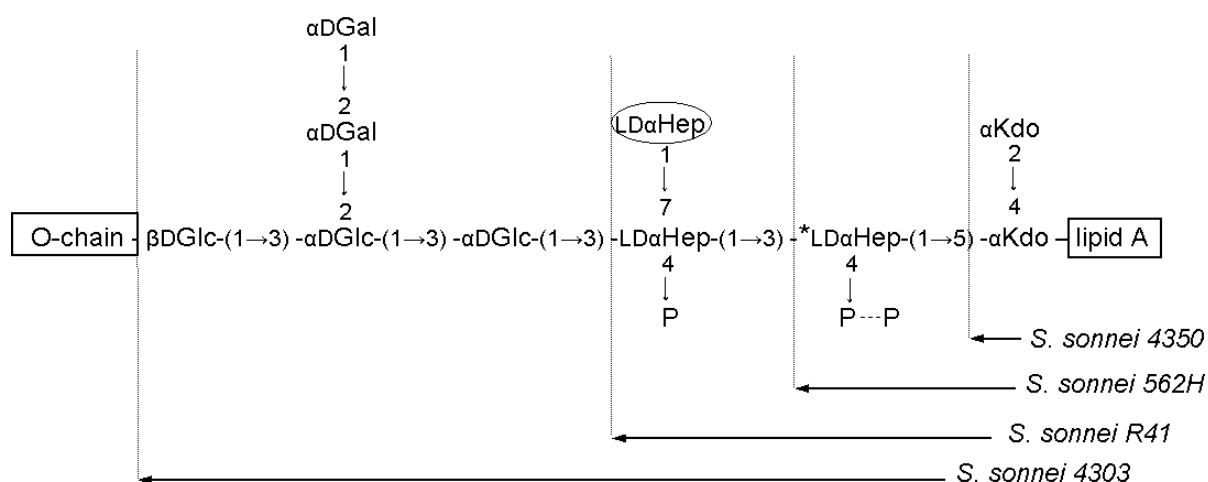 αDGal
1
↓
2
αDGal LDαHep αKdo
1 1 2
↓ ↓ ↓
2 7 4
O-chain - βDGlc-(1→3) -αDGlc-(1→3) -αDGlc-(1→3) -LDαHep-(1→3) -*LDαHep-(1→5) -αKdo – lipid A
4 4
↓ ↓
P P---P
S. sonnei 4350
S. sonnei 562H
S. sonnei R41
S. sonnei 4303